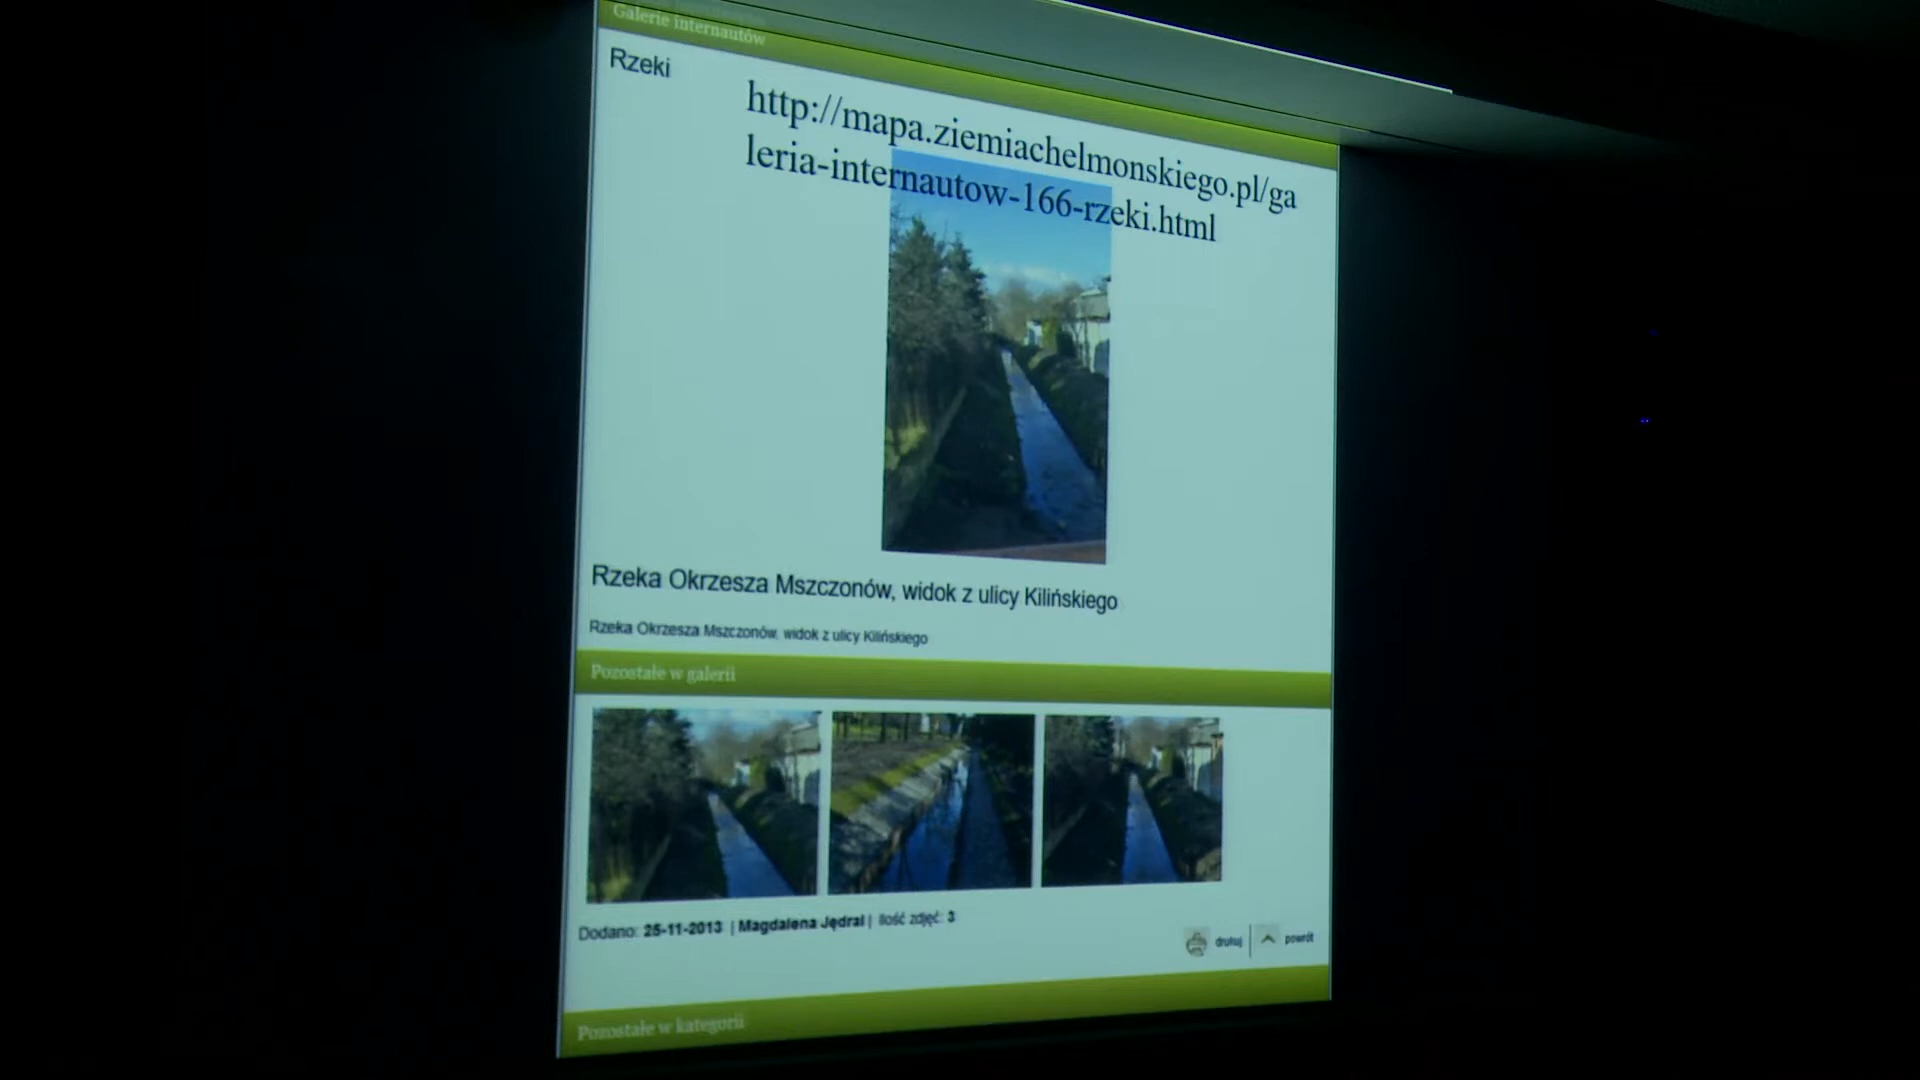 Galerie internautów
Rzeki
http://mapa.ziemiachelmonskiego.pl/ga
leria-internautow-166-rzeki.html
Rzeka Okrzesza Mszczonów, widok z ulicy Kilińskiego
Rzeka Okrzesza Mszczonów, widok z ulicy Kilińskiego
Pozostałe w galerii
Dodano: 25-11-2013 | Magdalena Jędral | Ilość zdjęć: 3
drukuj | powrót
Pozostałe w kategorii